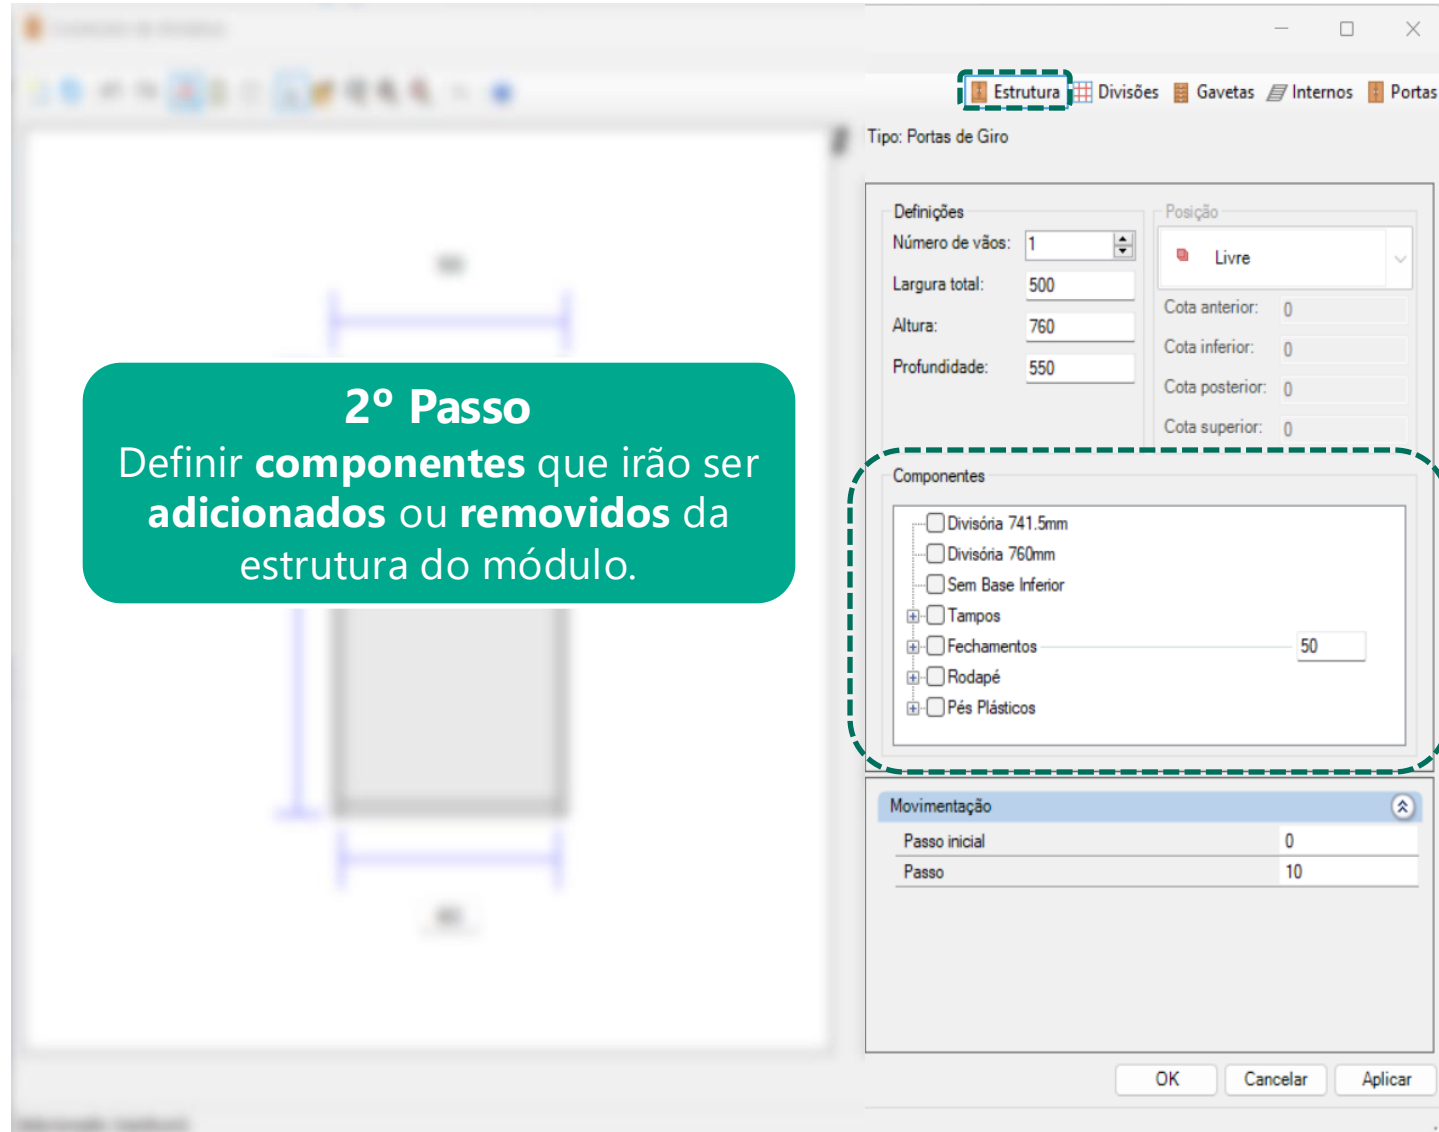 Estrutura
Divisões
Gavetas
Internos
Portas
Tipo: Portas de Giro
Definições
Número de vãos: 1
Largura total: 500
Altura: 760
Profundidade: 550
Posição
Livre
Cota anterior: 0
Cota inferior: 0
Cota posterior: 0
Cota superior: 0
2º Passo
Definir componentes que irão ser
adicionados ou removidos da
estrutura do módulo.
Componentes
Divisória 741.5mm
Divisória 760mm
Sem Base Inferior
Tampos
Fechamentos 50
Rodapé
Pés Plásticos
Movimentação
Passo inicial 0
Passo 10
OK
Cancelar
Aplicar